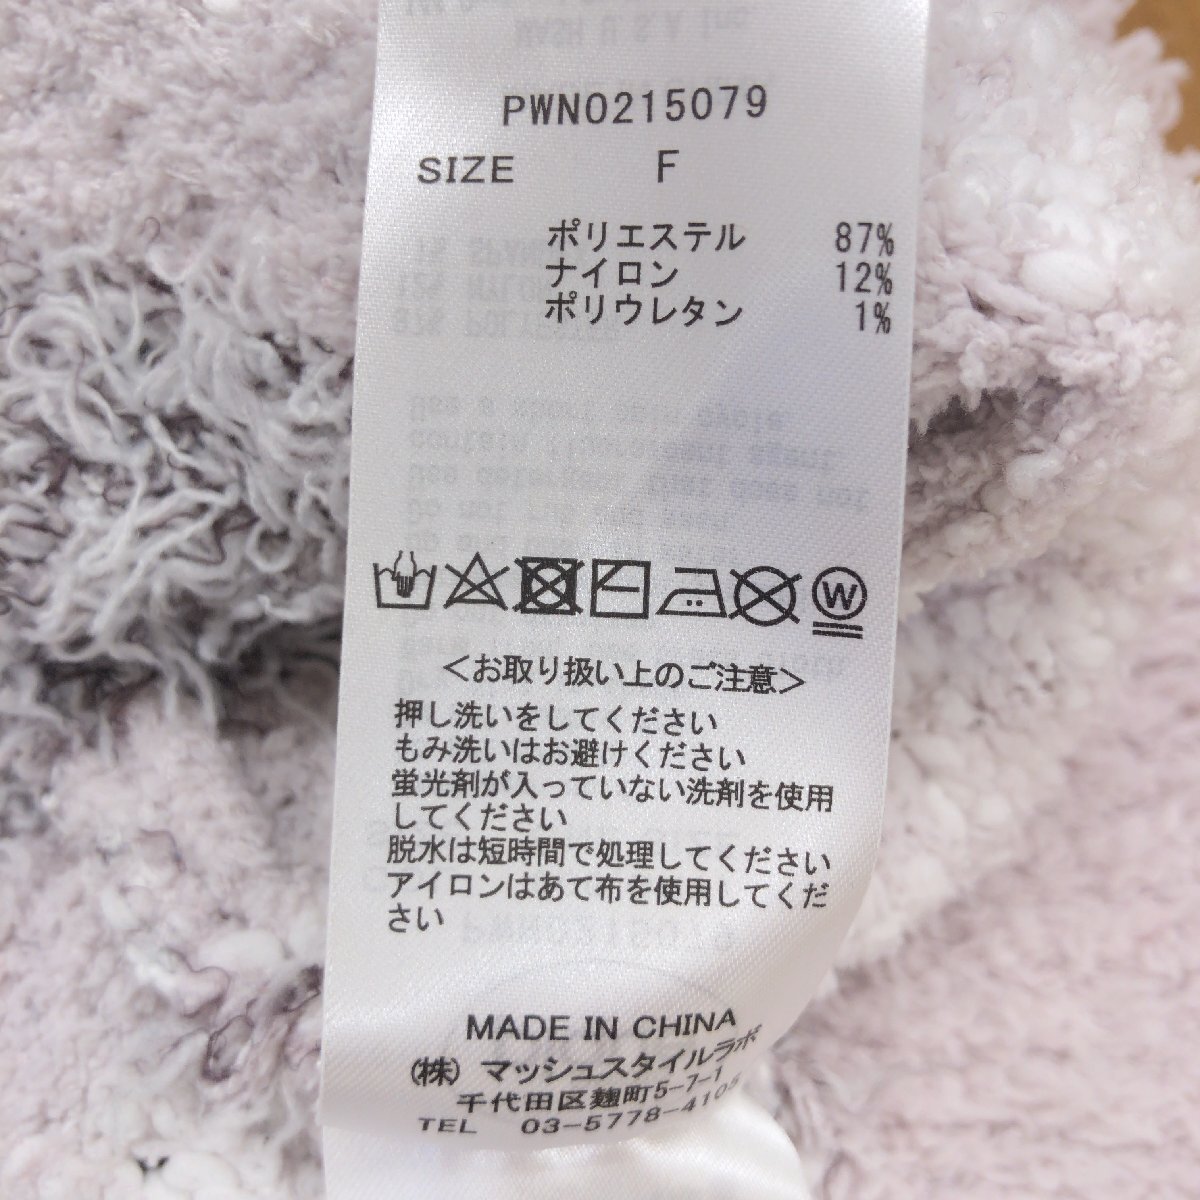 PWNO215079
SIZE F
ポリエステル 87%
ナイロン 12%
ポリウレタン 1%
W
<お取り扱い上のご注意>
押し洗いをしてください
もみ洗いはお避けください
蛍光剤が入っていない洗剤を使用
してください
脱水は短時間で処理してください
アイロンはあて布を使用してくだ
さい
MADE IN CHINA
(株) マッシュスタイルラボ
千代田区麹町5-7-1
TEL 03-5778-4105